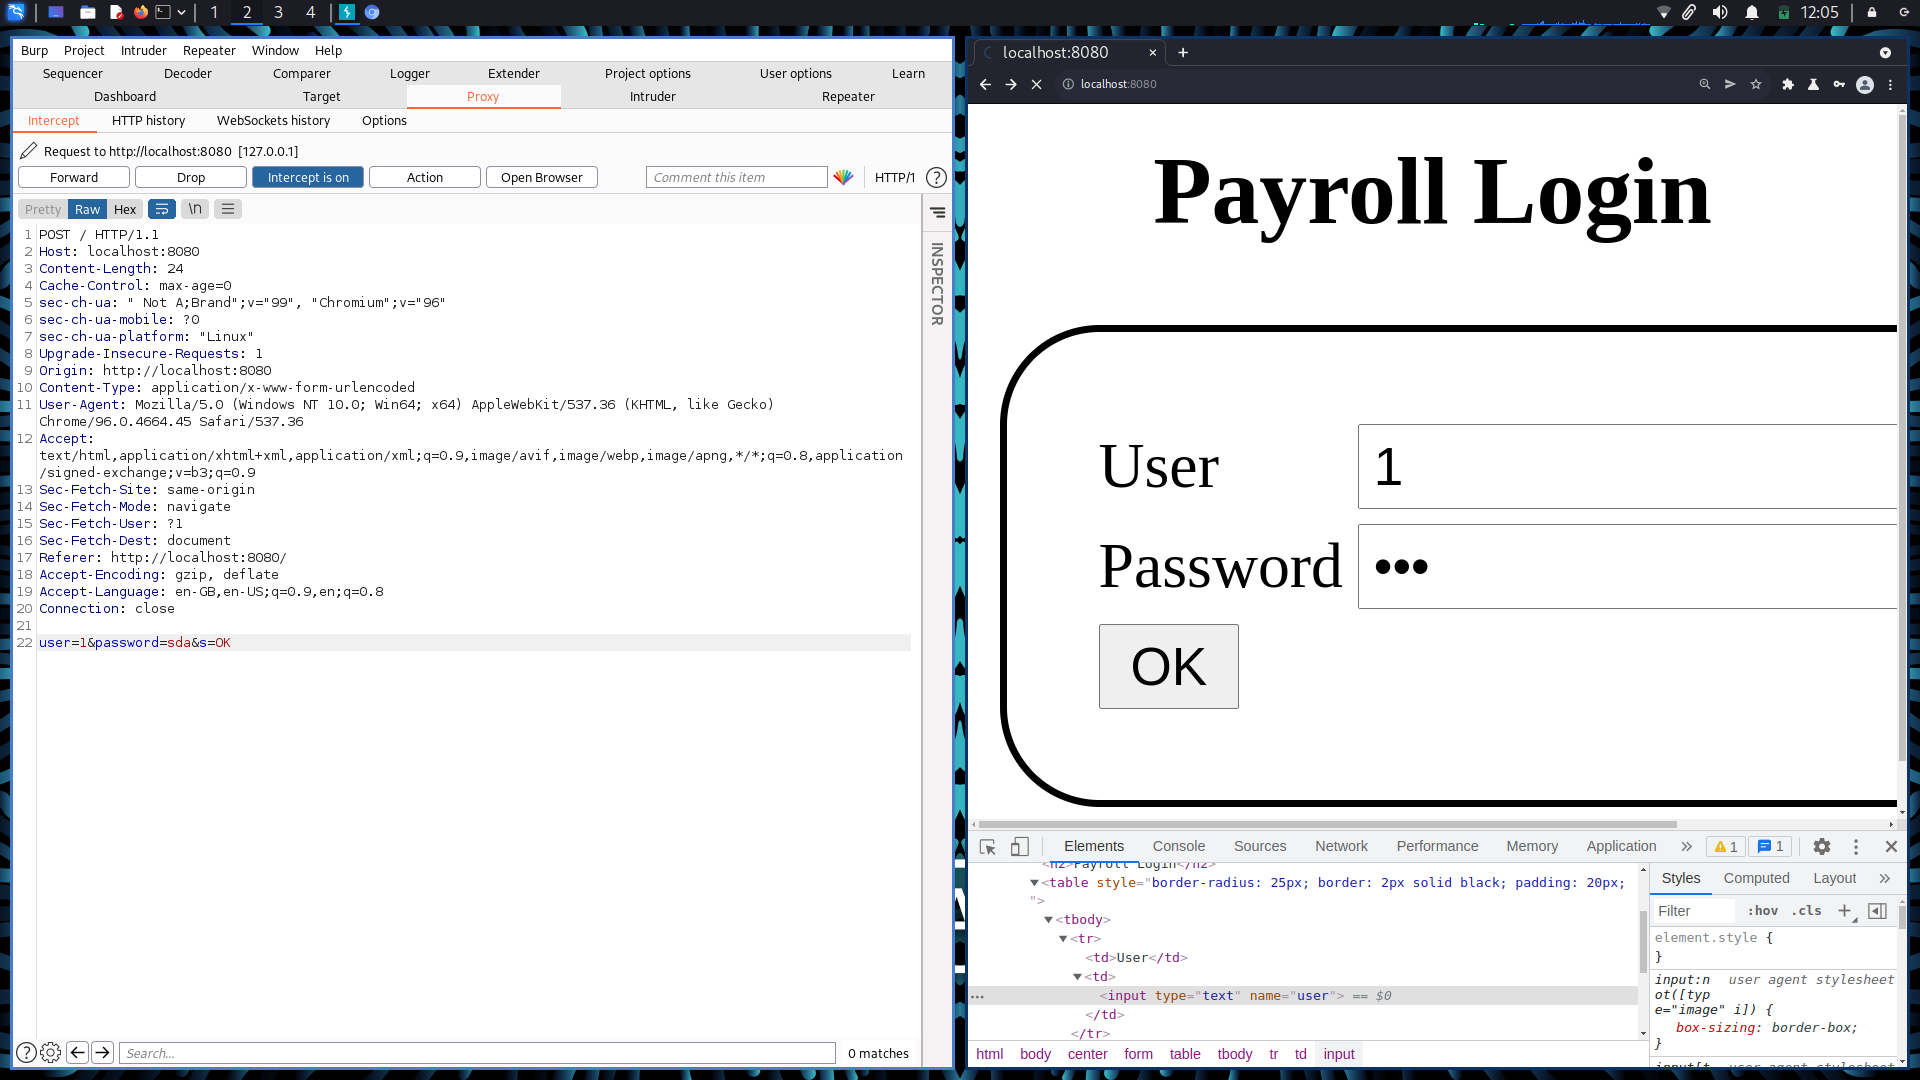 1 2 3 4 12:05
Burp Project Intruder Repeater Window Help
Sequencer Decoder Comparer Logger Extender Project options User options Learn
Dashboard Target Proxy Intruder Repeater
Intercept HTTP history WebSockets history Options
Request to http://localhost:8080 [127.0.0.1]
Forward Drop Intercept is on Action Open Browser Comment this item HTTP/1 ?
Pretty Raw Hex \n
INSPECTOR
1 POST / HTTP/1.1
2 Host: localhost:8080
3 Content-Length: 24
4 Cache-Control: max-age=0
5 sec-ch-ua: " Not A;Brand";v="99", "Chromium";v="96"
6 sec-ch-ua-mobile: ?0
7 sec-ch-ua-platform: "Linux"
8 Upgrade-Insecure-Requests: 1
9 Origin: http://localhost:8080
10 Content-Type: application/x-www-form-urlencoded
11 User-Agent: Mozilla/5.0 (Windows NT 10.0; Win64; x64) AppleWebKit/537.36 (KHTML, like Gecko)
Chrome/96.0.4664.45 Safari/537.36
12 Accept:
text/html,application/xhtml+xml,application/xml;q=0.9,image/avif,image/webp,image/apng,*/*;q=0.8,application
/signed-exchange;v=b3;q=0.9
13 Sec-Fetch-Site: same-origin
14 Sec-Fetch-Mode: navigate
15 Sec-Fetch-User: ?1
16 Sec-Fetch-Dest: document
17 Referer: http://localhost:8080/
18 Accept-Encoding: gzip, deflate
19 Accept-Language: en-GB,en-US;q=0.9,en;q=0.8
20 Connection: close
21
22 user=1&password=sda&s=OK
? Search... 0 matches
localhost:8080
localhost:8080
Payroll Login
User 1
Password •••
OK
Elements Console Sources Network Performance Memory Application » 1 1
<h2>Payroll Login</h2>
<table style="border-radius: 25px; border: 2px solid black; padding: 20px;
">
<tbody>
<tr>
<td>User</td>
<td>
... <input type="text" name="user"> == $0
</td>
</tr>
html body center form table tbody tr td input
Styles Computed Layout »
Filter :hov .cls +
element.style {
}
input:n user agent stylesheet
ot([typ
e="image" i]) {
box-sizing: border-box;
}
input[t user agent stylesheet